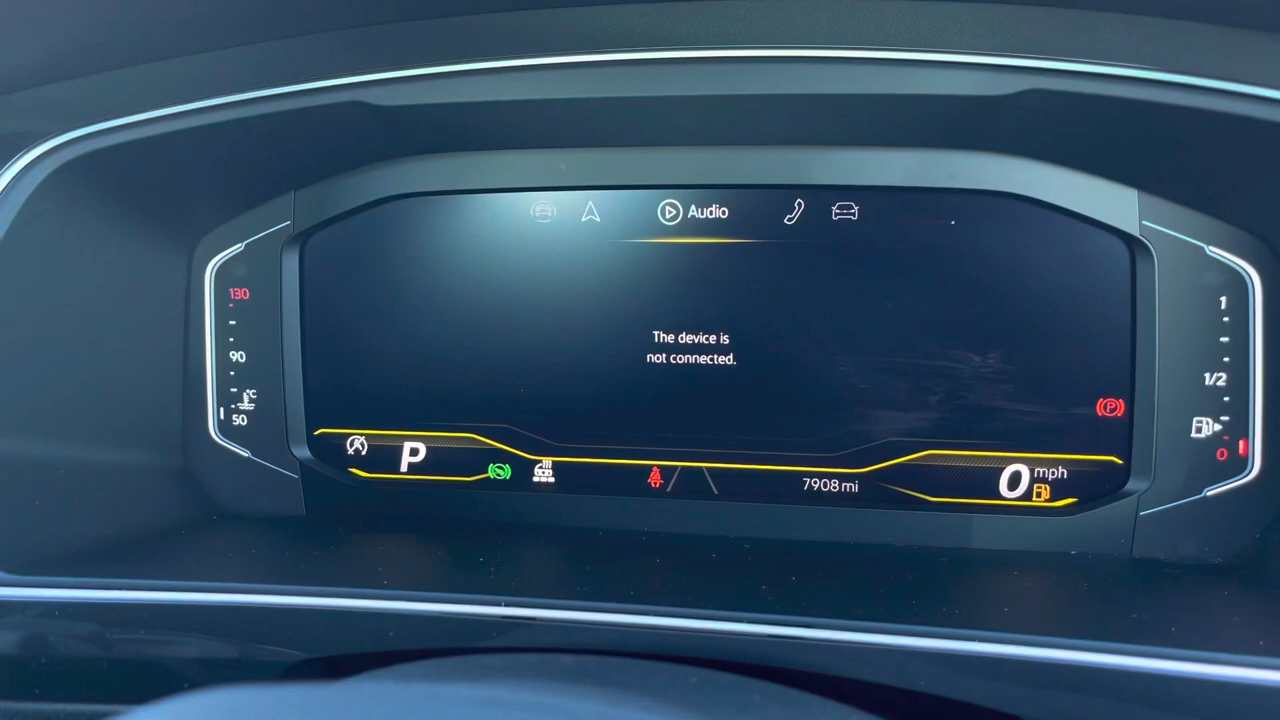 Audio
130
90
°C
50
The device is
not connected.
1
1/2
0
P
P
7908 mi
0 mph